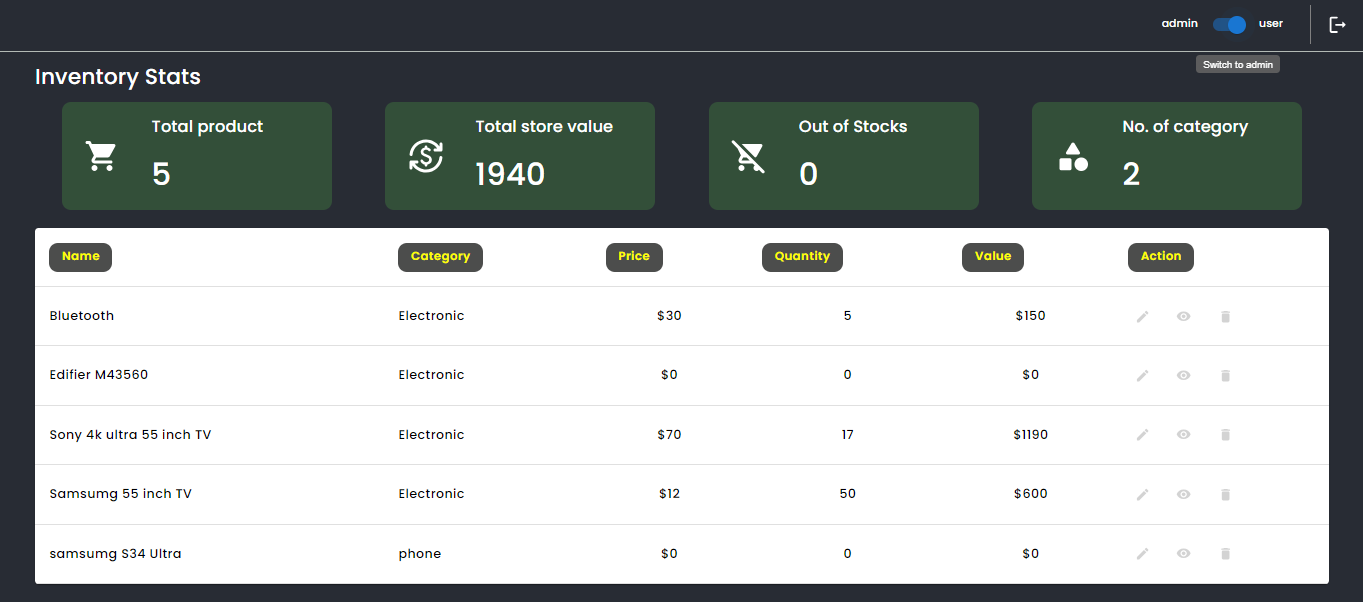 admin user
Switch to admin
Inventory Stats
Total product Total store value Out of Stocks No. of category
5 1940 0 2
Name Category Price Quantity Value Action
Bluetooth Electronic $30 5 $150
Edifier M43560 Electronic $0 0 $0
Sony 4k ultra 55 inch TV Electronic $70 17 $1190
Samsumg 55 inch TV Electronic $12 50 $600
samsumg S34 Ultra phone $0 0 $0